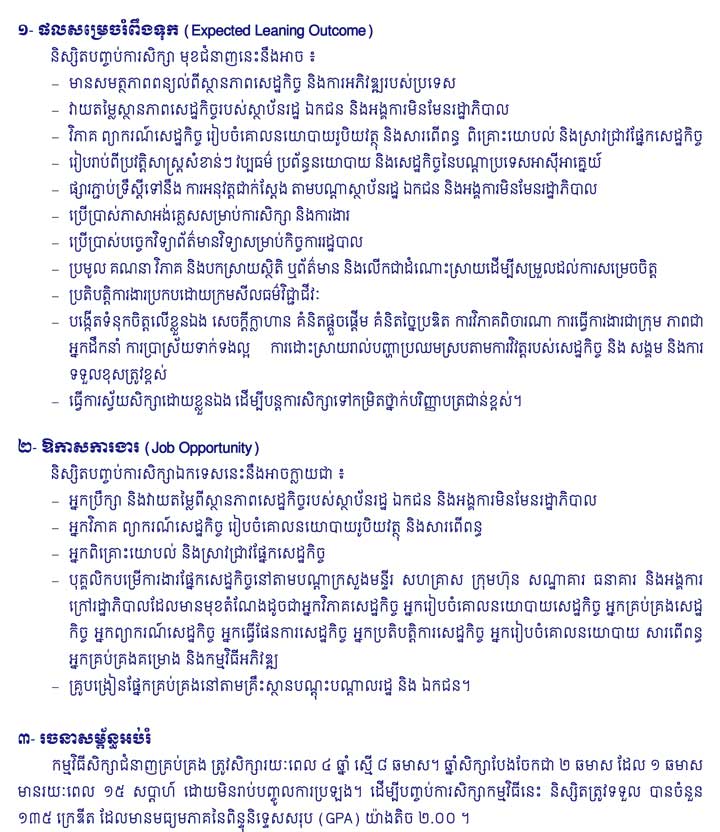 ១- ផលសម្រេចរំពឹងទុក (Expected Leaning Outcome)
និស្សិតបញ្ចប់ការសិក្សា មុខជំនាញនេះនឹងអាច ៖
– មានសមត្ថភាពពន្យល់ពីស្ថានភាពសេដ្ឋកិច្ច និងការអភិវឌ្ឍរបស់ប្រទេស
– វាយតម្លៃស្ថានភាពសេដ្ឋកិច្ចរបស់ស្ថាប័នរដ្ឋ ឯកជន និងអង្គការមិនមែនរដ្ឋាភិបាល
– វិភាគ ព្យាករណ៍សេដ្ឋកិច្ច រៀបចំគោលនយោបាយរូបិយវត្ថុ និងសារពើពន្ធ ពិគ្រោះយោបល់ និងស្រាវជ្រាវផ្នែកសេដ្ឋកិច្ច
– រៀបរាប់ពីប្រវត្តិសាស្ត្រសំខាន់ៗ វប្បធម៌ ប្រព័ន្ធនយោបាយ និងសេដ្ឋកិច្ចនៃបណ្តាប្រទេសអាស៊ីអាគ្នេយ៍
– ផ្សារភ្ជាប់ទ្រឹស្តីទៅនឹង ការអនុវត្តជាក់ស្តែង តាមបណ្តាស្ថាប័នរដ្ឋ ឯកជន និងអង្គការមិនមែនរដ្ឋាភិបាល
– ប្រើប្រាស់ភាសាអង់គ្លេសសម្រាប់ការសិក្សា និងការងារ
– ប្រើប្រាស់បច្ចេកវិទ្យាព័ត៌មានវិទ្យាសម្រាប់កិច្ចការរដ្ឋបាល
– ប្រមូល គណនា វិភាគ និងបកស្រាយស្ថិតិ ឬព័ត៌មាន និងលើកជាដំណោះស្រាយដើម្បីសម្រួលដល់ការសម្រេចចិត្ត
– ប្រតិបត្តិការងារប្រកបដោយក្រមសីលធម៌វិជ្ជាជីវៈ
– បង្កើតទំនុកចិត្តលើខ្លួនឯង សេចក្តីក្លាហាន គំនិតផ្តួចផ្តើម គំនិតច្នៃប្រឌិត ការវិភាគពិចារណា ការធ្វើការងារជាក្រុម ភាពជា
អ្នកដឹកនាំ ការប្រាស្រ័យទាក់ទងល្អ ការដោះស្រាយរាល់បញ្ហាប្រឈមស្របតាមការវិវត្តរបស់សេដ្ឋកិច្ច និង សង្គម និងការ
ទទួលខុសត្រូវខ្ពស់
– ធ្វើការស្វ័យសិក្សាដោយខ្លួនឯង ដើម្បីបន្តការសិក្សាទៅកម្រិតថ្នាក់បរិញ្ញាបត្រជាន់ខ្ពស់។
២- ឱកាសការងារ (Job Opportunity)
និស្សិតបញ្ចប់ការសិក្សាឯកទេសនេះនឹងអាចក្លាយជា ៖
– អ្នកប្រឹក្សា និងវាយតម្លៃពីស្ថានភាពសេដ្ឋកិច្ចរបស់ស្ថាប័នរដ្ឋ ឯកជន និងអង្គការមិនមែនរដ្ឋាភិបាល
– អ្នកវិភាគ ព្យាករណ៍សេដ្ឋកិច្ច រៀបចំគោលនយោបាយរូបិយវត្ថុ និងសារពើពន្ធ
– អ្នកពិគ្រោះយោបល់ និងស្រាវជ្រាវផ្នែកសេដ្ឋកិច្ច
– បុគ្គលិកបម្រើការងារផ្នែកសេដ្ឋកិច្ចនៅតាមបណ្តាក្រសួងមន្ទីរ សហគ្រាស ក្រុមហ៊ុន សណ្ឋាគារ ធនាគារ និងអង្គការ
ក្រៅរដ្ឋាភិបាលដែលមានមុខតំណែងដូចជាអ្នកវិភាគសេដ្ឋកិច្ច អ្នករៀបចំគោលនយោបាយសេដ្ឋកិច្ច អ្នកគ្រប់គ្រងសេដ្ឋ
កិច្ច អ្នកព្យាករណ៍សេដ្ឋកិច្ច អ្នកធ្វើផែនការសេដ្ឋកិច្ច អ្នកប្រតិបត្តិការសេដ្ឋកិច្ច អ្នករៀបចំគោលនយោបាយ សារពើពន្ធ
អ្នកគ្រប់គ្រងគម្រោង និងកម្មវិធីអភិវឌ្ឍ
– គ្រូបង្រៀនផ្នែកគ្រប់គ្រងនៅតាមគ្រឹះស្ថានបណ្តុះបណ្តាលរដ្ឋ និង ឯកជន។
៣- រចនាសម្ព័ន្ធអប់រំ
កម្មវិធីសិក្សាជំនាញគ្រប់គ្រង ត្រូវសិក្សារយៈពេល ៤ ឆ្នាំ ស្មើ ៨ ឆមាស។ ឆ្នាំសិក្សាបែងចែកជា ២ ឆមាស ដែល ១ ឆមាស
មានរយៈពេល ១៥ សប្តាហ៍ ដោយមិនរាប់បញ្ចូលការប្រឡង។ ដើម្បីបញ្ចប់ការសិក្សាកម្មវិធីនេះ និស្សិតត្រូវទទួល បានចំនួន
១៣៥ ក្រេឌីត ដែលមានមធ្យមភាគនៃពិន្ទុនិទ្ទេសសរុប (GPA) យ៉ាងតិច ២.០០ ។